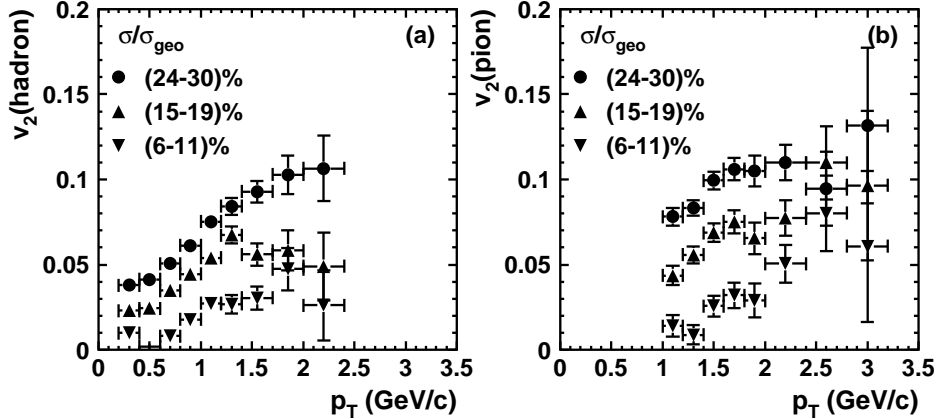 v2(hadron)
0.2
0.15
0.1
0.05
0
σ/σgeo
(a)
(24-30)%
(15-19)%
(6-11)%
0 0.5 1 1.5 2 2.5 3 3.5
pT (GeV/c)
v2(pion)
0.2
0.15
0.1
0.05
0
σ/σgeo
(b)
(24-30)%
(15-19)%
(6-11)%
0 0.5 1 1.5 2 2.5 3 3.5
pT (GeV/c)